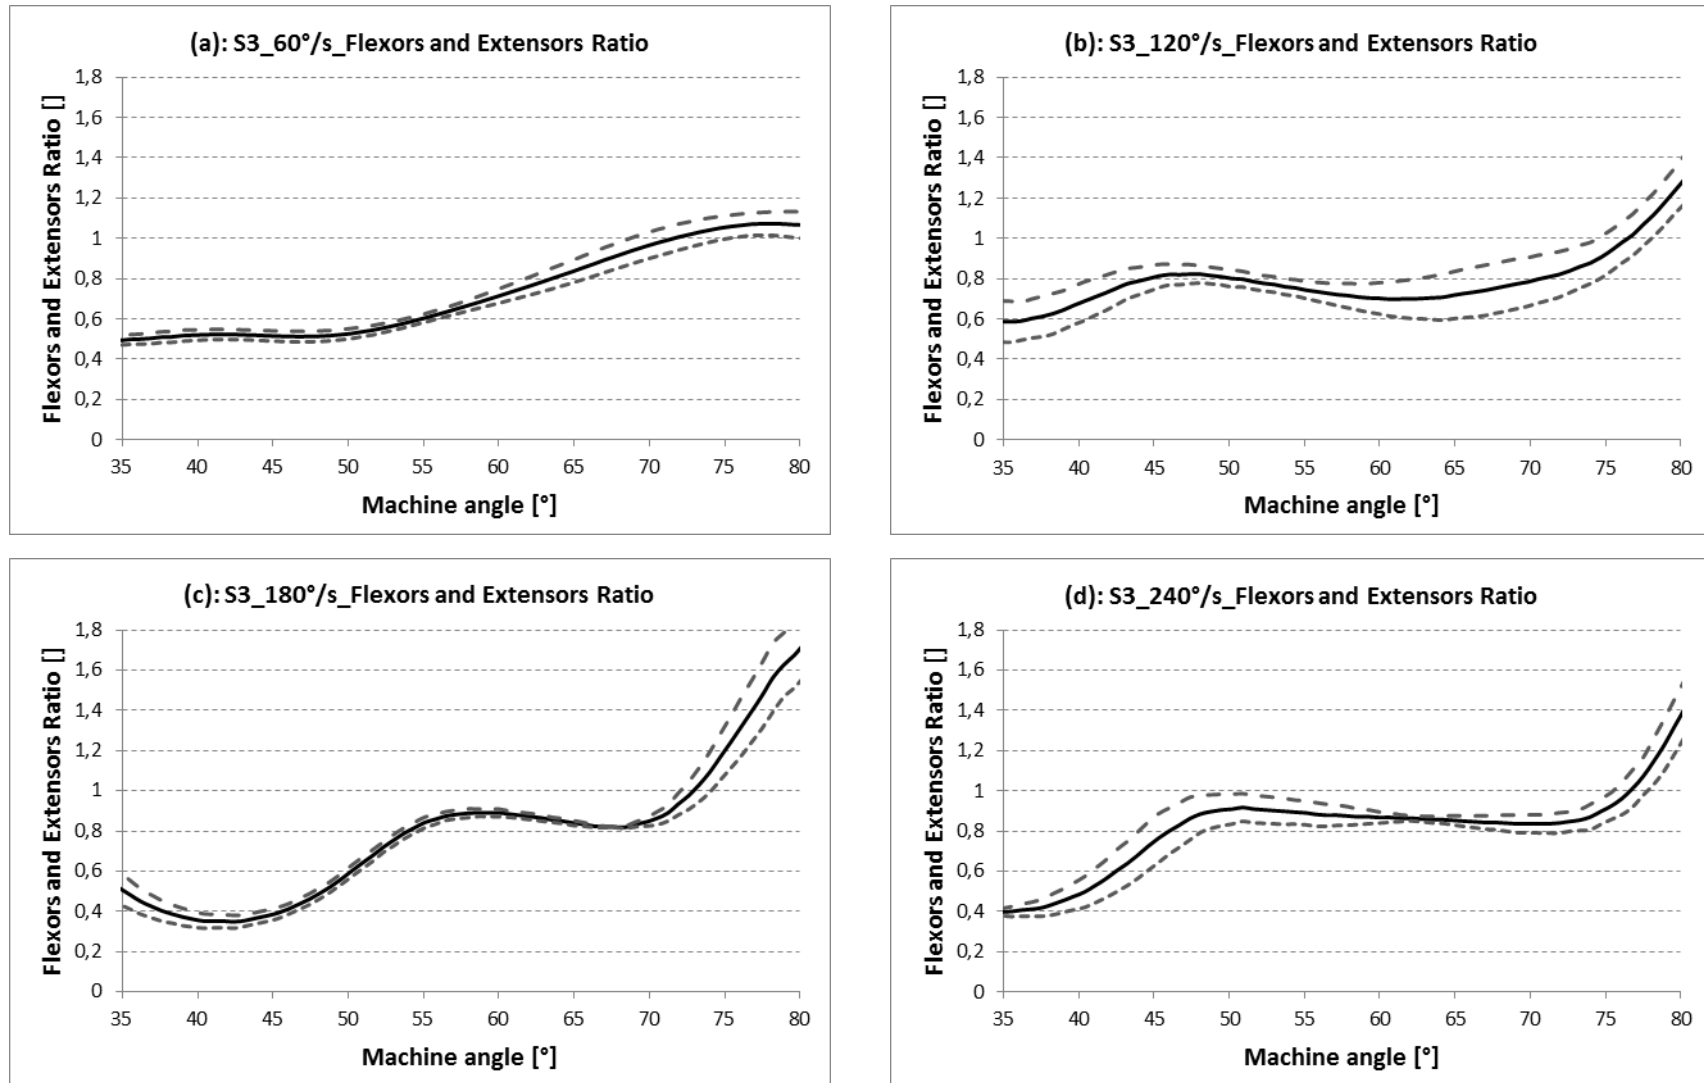 (a): S3_60°/s_Flexors and Extensors Ratio
Flexors and Extensors Ratio []
1,8
1,6
1,4
1,2
1
0,8
0,6
0,4
0,2
0
35 40 45 50 55 60 65 70 75 80
Machine angle [°]
(b): S3_120°/s_Flexors and Extensors Ratio
Flexors and Extensors Ratio []
1,8
1,6
1,4
1,2
1
0,8
0,6
0,4
0,2
0
35 40 45 50 55 60 65 70 75 80
Machine angle [°]
(c): S3_180°/s_Flexors and Extensors Ratio
Flexors and Extensors Ratio []
1,8
1,6
1,4
1,2
1
0,8
0,6
0,4
0,2
0
35 40 45 50 55 60 65 70 75 80
Machine angle [°]
(d): S3_240°/s_Flexors and Extensors Ratio
Flexors and Extensors Ratio []
1,8
1,6
1,4
1,2
1
0,8
0,6
0,4
0,2
0
35 40 45 50 55 60 65 70 75 80
Machine angle [°]